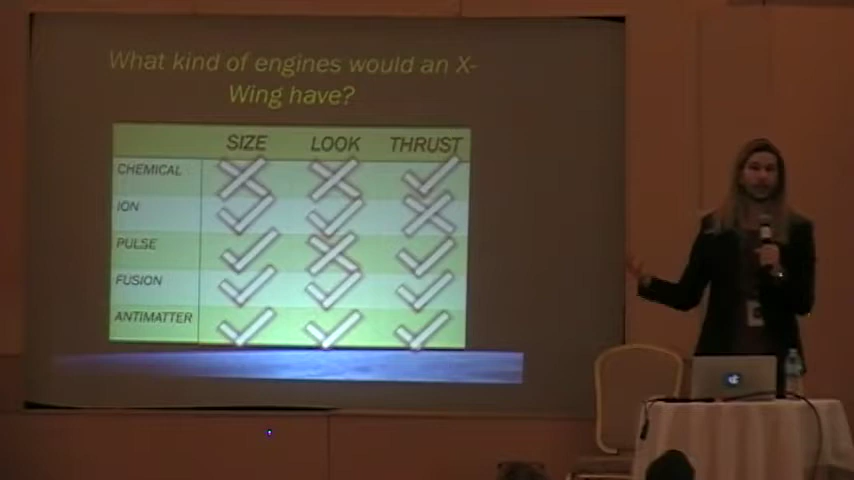 What kind of engines would an X-
Wing have?
SIZE LOOK THRUST
CHEMICAL
ION
PULSE
FUSION
ANTIMATTER